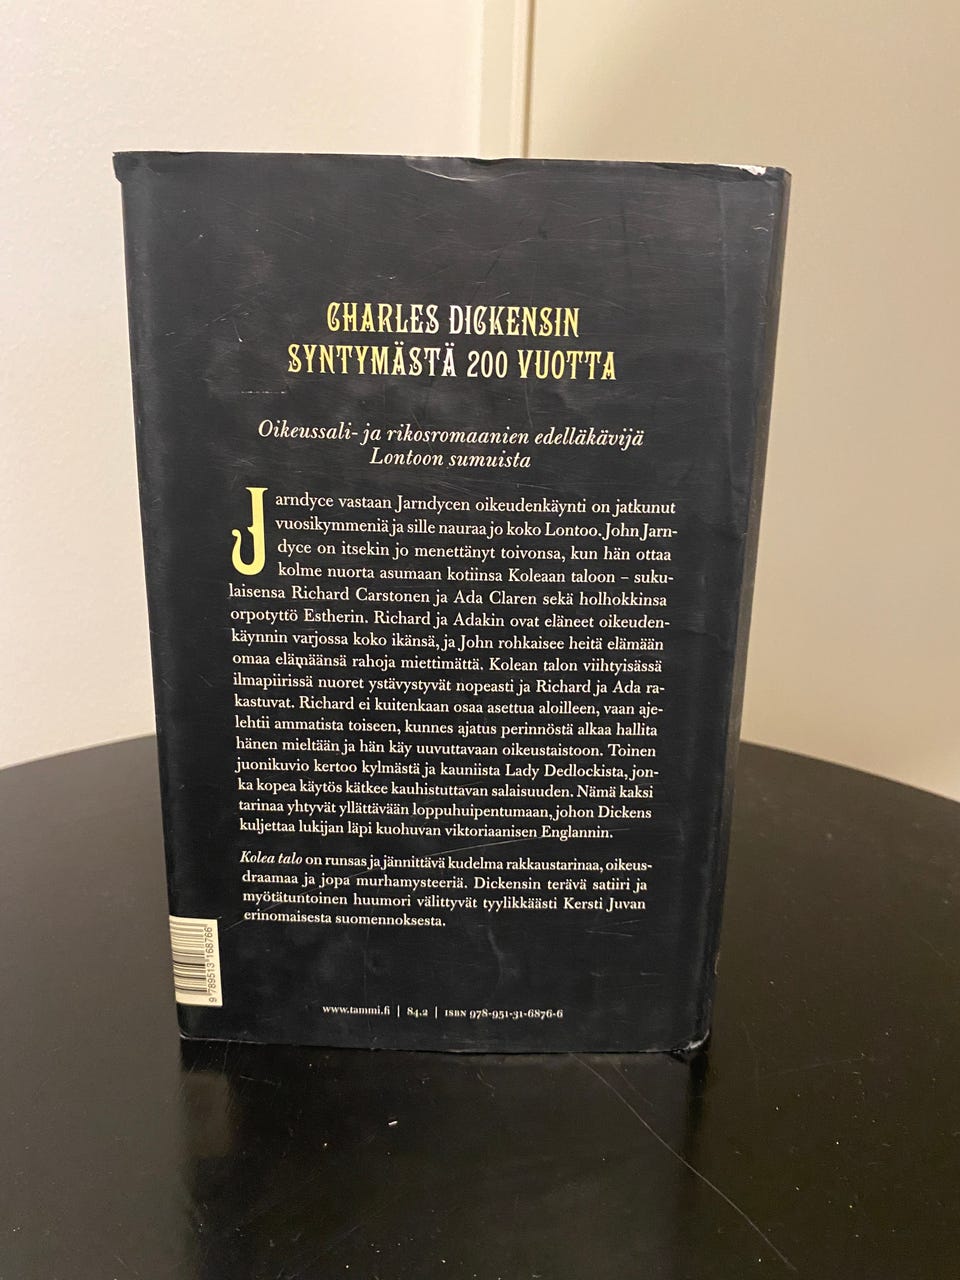 CHARLES DICKENSIN
SYNTYMÄSTÄ 200 VUOTTA
Oikeussali- ja rikosromaanien edelläkävijä
Lontoon sumuista
Jarndyce vastaan Jarndycen oikeudenkäynti on jatkunut
vuosikymmeniä ja sille nauraa jo koko Lontoo. John Jarn-
dyce on itsekin jo menettänyt toivonsa, kun hän ottaa
kolme nuorta asumaan kotiinsa Koleaan taloon – suku-
laisensa Richard Carstonen ja Ada Claren sekä holhokkinsa
orpotyttö Estherin. Richard ja Adakin ovat eläneet oikeuden-
käynnin varjossa koko ikänsä, ja John rohkaisee heitä elämään
omaa elämäänsä rahoja miettimättä. Kolean talon viihtyisässä
ilmapiirissä nuoret ystävystyvät nopeasti ja Richard ja Ada ra-
kastuvat. Richard ei kuitenkaan osaa asettua aloilleen, vaan aje-
lehtii ammatista toiseen, kunnes ajatus perinnöstä alkaa hallita
hänen mieltään ja hän käy uuvuttavaan oikeustaistoon. Toinen
juonikuvio kertoo kylmästä ja kauniista Lady Dedlockista, jon-
ka kopea käytös kätkee kauhistuttavan salaisuuden. Nämä kaksi
tarinaa yhtyvät yllättävään loppuhuipentumaan, johon Dickens
kuljettaa lukijan läpi kuohuvan viktoriaanisen Englannin.
Kolea talo on runsas ja jännittävä kudelma rakkaustarinaa, oikeus-
draamaa ja jopa murhamysteeriä. Dickensin terävä satiiri ja
myötätuntoinen huumori välittyvät tyylikkäästi Kersti Juvan
erinomaisesta suomennoksesta.
9 789513 168766
www.tammi.fi | 84.2 | ISBN 978-951-31-6876-6